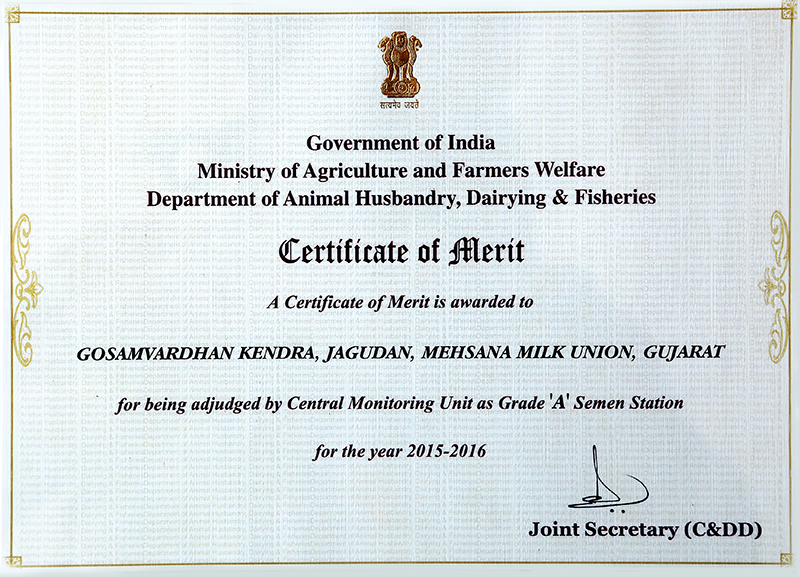 सत्यमेव जयते
Government of India
Ministry of Agriculture and Farmers Welfare
Department of Animal Husbandry, Dairying & Fisheries
Certificate of Merit
A Certificate of Merit is awarded to
GOSAMVARDHAN KENDRA, JAGUDAN, MEHSANA MILK UNION, GUJARAT
for being adjudged by Central Monitoring Unit as Grade 'A' Semen Station
for the year 2015-2016
Joint Secretary (C&DD)